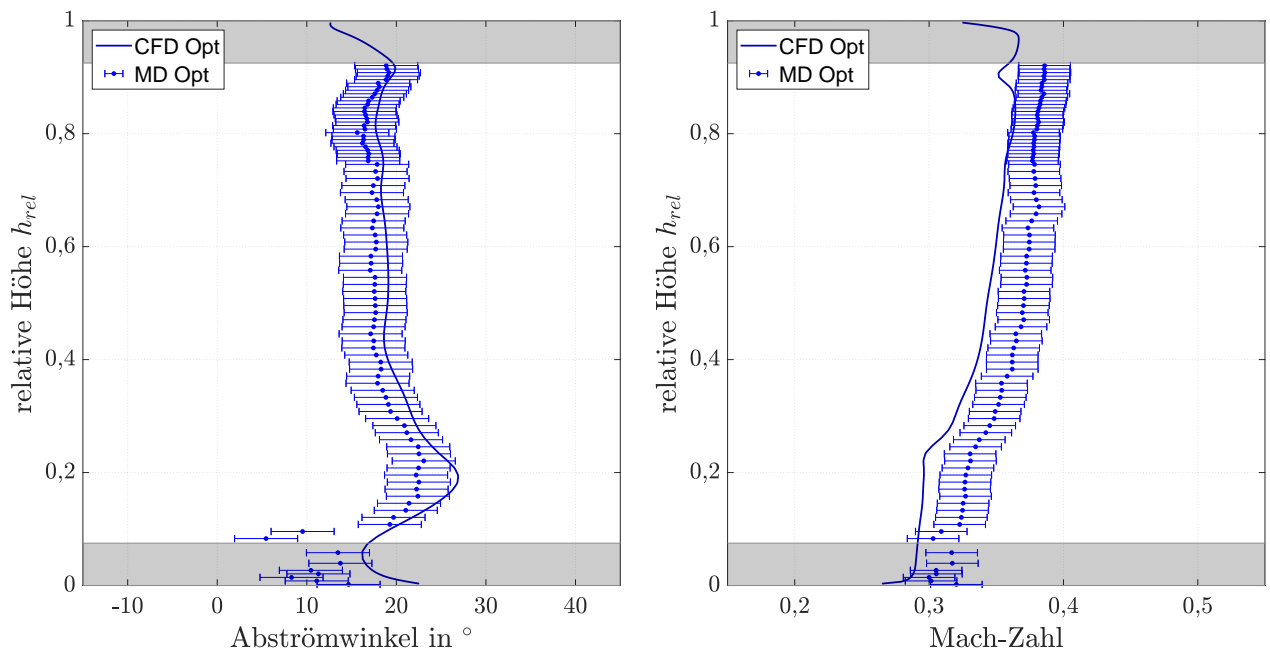 CFD Opt
MD Opt
1
0,8
0,6
0,4
0,2
0
relative Höhe h_rel
-10 0 10 20 30 40
Abströmwinkel in °
CFD Opt
MD Opt
1
0,8
0,6
0,4
0,2
0
relative Höhe h_rel
0,2 0,3 0,4 0,5
Mach-Zahl